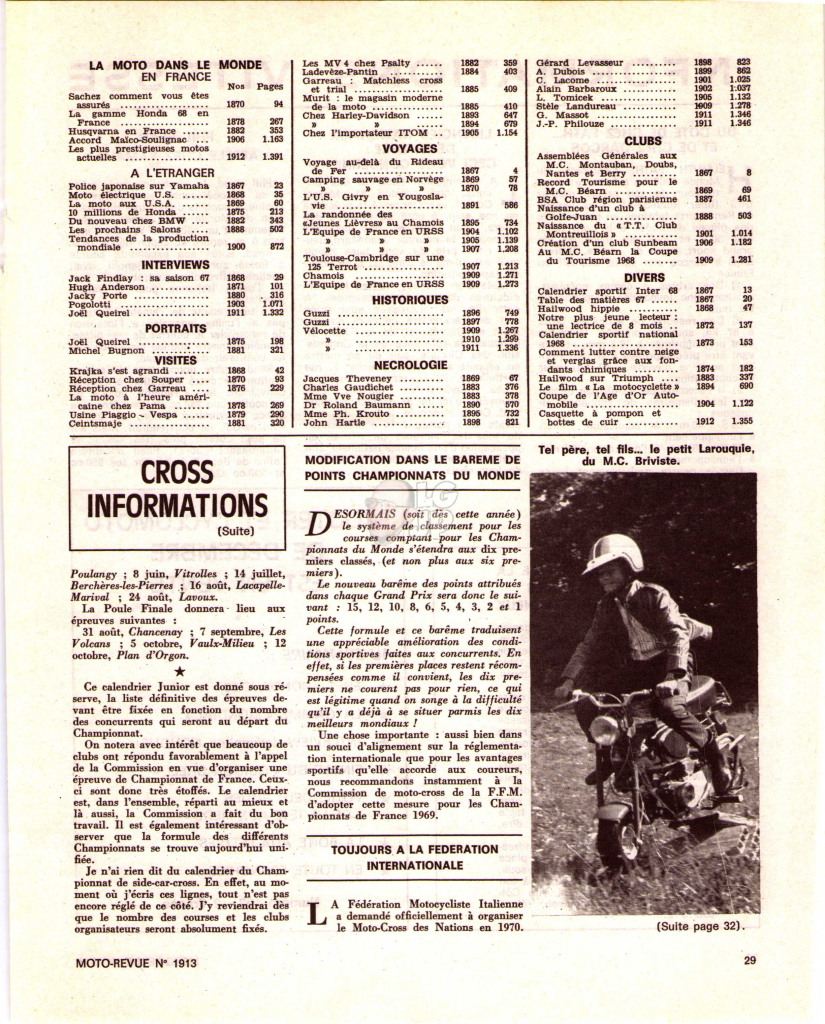 LA MOTO DANS LE MONDE
EN FRANCE
Nos Pages
Sachez comment vous êtes
assurés .................. 1870 94
La gamme Honda 68 en
France .................. 1878 267
Husqvarna en France ...... 1882 353
Accord Maïco-Soulignac ... 1906 1.163
Les plus prestigieuses motos
actuelles ................ 1912 1.391
A L'ETRANGER
Police japonaise sur Yamaha 1867 23
Moto électrique U.S. ...... 1868 35
La moto aux U.S.A. ....... 1869 60
10 millions de Honda ...... 1875 213
Du nouveau chez BMW .... 1882 343
Les prochains Salons .... 1888 502
Tendances de la production
mondiale ................ 1900 872
INTERVIEWS
Jack Findlay : sa saison 67 1868 29
Hugh Anderson ............ 1871 101
Jacky Porte .............. 1880 316
Pogolotti ................ 1903 1.071
Joël Queirel .............. 1911 1.332
PORTRAITS
Joël Queirel .............. 1875 198
Michel Bugnon ............ 1881 321
VISITES
Krajka s'est agrandi ...... 1868 42
Réception chez Souper .... 1870 93
Réception chez Garreau .... 1876 229
La moto à l'heure améri-
caine chez Pama ........ 1878 269
Usine Piaggio - Vespa .... 1879 290
Ceintsmaje ................ 1881 320
Les MV 4 chez Psalty ...... 1882 359
Ladevèze-Pantin ............ 1884 403
Garreau : Matchless cross
et trial .................. 1885 409
Murit : le magasin moderne
de la moto .............. 1885 410
Chez Harley-Davidson ...... 1893 647
» » ...... 1894 679
Chez l'importateur ITOM .. 1905 1.154
VOYAGES
Voyage au-delà du Rideau
de Fer .................. 1867 4
Camping sauvage en Norvège 1869 57
» » » 1870 78
L'U.S. Givry en Yougosla-
vie ...................... 1891 586
La randonnée des
«Jeunes Lièvres» au Chamois 1895 734
L'Equipe de France en URSS 1904 1.102
» » » 1905 1.139
» » » 1907 1.208
Toulouse-Cambridge sur une
125 Terrot .............. 1907 1.213
Chamois .................. 1909 1.271
L'Equipe de France en URSS 1909 1.273
HISTORIQUES
Guzzi .................... 1896 749
Guzzi .................... 1897 778
Vélocette .................. 1909 1.267
» .................. 1910 1.299
» .................. 1911 1.336
NECROLOGIE
Jacques Theveney .......... 1869 67
Charles Gaudichet .......... 1883 376
Mme Vve Nougier .......... 1883 378
Dr Roland Baumann ...... 1890 570
Mme Ph. Krouto .......... 1895 732
John Hartle .............. 1898 821
Gérard Levasseur .......... 1898 823
A. Dubois .................. 1899 862
C. Lacome ................ 1901 1.025
Alain Barbaroux .......... 1902 1.037
L. Tomicek ................ 1905 1.132
Stèle Landureau .......... 1909 1.278
G. Massot ................ 1911 1.346
J.-P. Philouze ............ 1911 1.346
CLUBS
Assemblées Générales aux
M.C. Montauban, Doubs,
Nantes et Berry .......... 1867 8
Record Tourisme pour le
M.C. Béarn .............. 1869 69
BSA Club région parisienne 1887 461
Naissance d'un club à
Golfe-Juan .............. 1888 503
Naissance du « T.T. Club
Montreuillois » .......... 1901 1.014
Création d'un club Sunbeam 1906 1.182
Au M.C. Béarn la Coupe
du Tourisme 1968 ........ 1909 1.281
DIVERS
Calendrier sportif Inter 68 1867 13
Table des matières 67 ...... 1867 20
Hailwood hippie .......... 1868 47
Notre plus jeune lecteur :
une lectrice de 8 mois .. 1872 137
Calendrier sportif national
1968 ...................... 1873 153
Comment lutter contre neige
et verglas grâce aux fon-
dants chimiques .......... 1874 182
Hailwood sur Triumph .... 1883 337
Le film « La motocyclette » 1894 690
Coupe de l'Age d'Or Auto-
mobile .................. 1904 1.122
Casquette à pompon et
bottes de cuir ............ 1912 1.355
CROSS
INFORMATIONS
(Suite)
Poulangy ; 8 juin, Vitrolles ; 14 juillet,
Berchères-les-Pierres ; 16 août, Lacapelle-
Marival ; 24 août, Lavoux.
La Poule Finale donnera lieu aux
épreuves suivantes :
31 août, Chancenay ; 7 septembre, Les
Volcans ; 5 octobre, Vaulx-Milieu ; 12
octobre, Plan d'Orgon.
★
Ce calendrier Junior est donné sous ré-
serve, la liste définitive des épreuves de-
vant être fixée en fonction du nombre
des concurrents qui seront au départ du
Championnat.
On notera avec intérêt que beaucoup de
clubs ont répondu favorablement à l'appel
de la Commission en vue d'organiser une
épreuve de Championnat de France. Ceux-
ci sont donc très étoffés. Le calendrier
est, dans l'ensemble, réparti au mieux et
là aussi, la Commission a fait du bon
travail. Il est également intéressant d'ob-
server que la formule des différents
Championnats se trouve aujourd'hui uni-
fiée.
Je n'ai rien dit du calendrier du Cham-
pionnat de side-car-cross. En effet, au mo-
ment où j'écris ces lignes, tout n'est pas
encore réglé de ce côté. J'y reviendrai dès
que le nombre des courses et les clubs
organisateurs seront absolument fixés.
MODIFICATION DANS LE BAREME DE
POINTS CHAMPIONNATS DU MONDE
DESORMAIS (soit dès cette année)
le système de classement pour les
courses comptant pour les Cham-
pionnats du Monde s'étendra aux dix pre-
miers classés, (et non plus aux six pre-
miers).
Le nouveau barême des points attribués
dans chaque Grand Prix sera donc le sui-
vant : 15, 12, 10, 8, 6, 5, 4, 3, 2 et 1
points.
Cette formule et ce barême traduisent
une appréciable amélioration des condi-
tions sportives faites aux concurrents. En
effet, si les premières places restent récom-
pensées comme il convient, les dix pre-
miers ne courent pas pour rien, ce qui
est légitime quand on songe à la difficulté
qu'il y a déjà à se situer parmis les dix
meilleurs mondiaux !
Une chose importante : aussi bien dans
un souci d'alignement sur la réglementa-
tion internationale que pour les avantages
sportifs qu'elle accorde aux coureurs,
nous recommandons instamment à la
Commission de moto-cross de la F.F.M.
d'adopter cette mesure pour les Cham-
pionnats de France 1969.
TOUJOURS A LA FEDERATION
INTERNATIONALE
LA Fédération Motocycliste Italienne
a demandé officiellement à organiser
le Moto-Cross des Nations en 1970.
Tel père, tel fils... le petit Larouquie,
du M.C. Briviste.
(Suite page 32).
MOTO-REVUE N° 1913
29